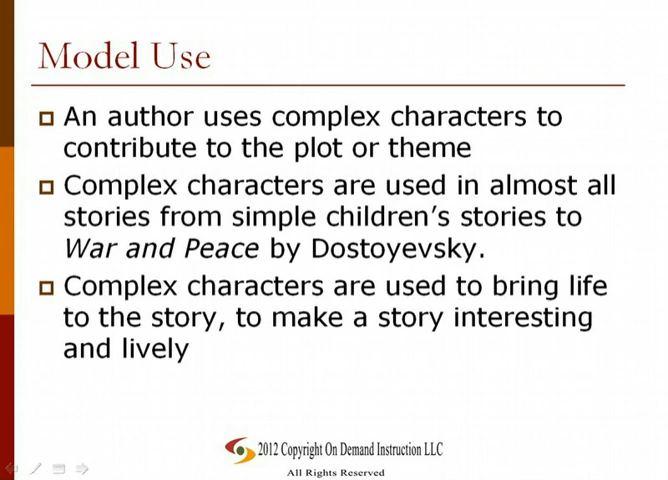 Model Use
An author uses complex characters to
contribute to the plot or theme
Complex characters are used in almost all
stories from simple children's stories to
War and Peace by Dostoyevsky.
Complex characters are used to bring life
to the story, to make a story interesting
and lively
2012 Copyright On Demand Instruction LLC
All Rights Reserved